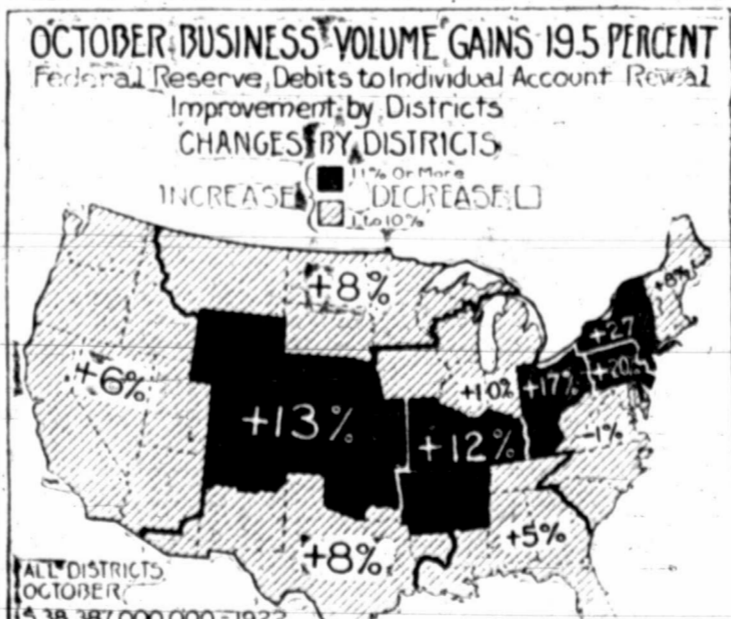 OCTOBER BUSINESS VOLUME GAINS 19.5 PERCENT
Federal Reserve Debits to Individual Account Reveal
Improvement by Districts
CHANGES BY DISTRICTS
INCREASE 11% Or More DECREASE
1 to 10%
+8%
+8%
+27
+6%
+10%
+17%
+20%
+13%
+12%
-1%
+5%
+8%
ALL DISTRICTS
OCTOBER